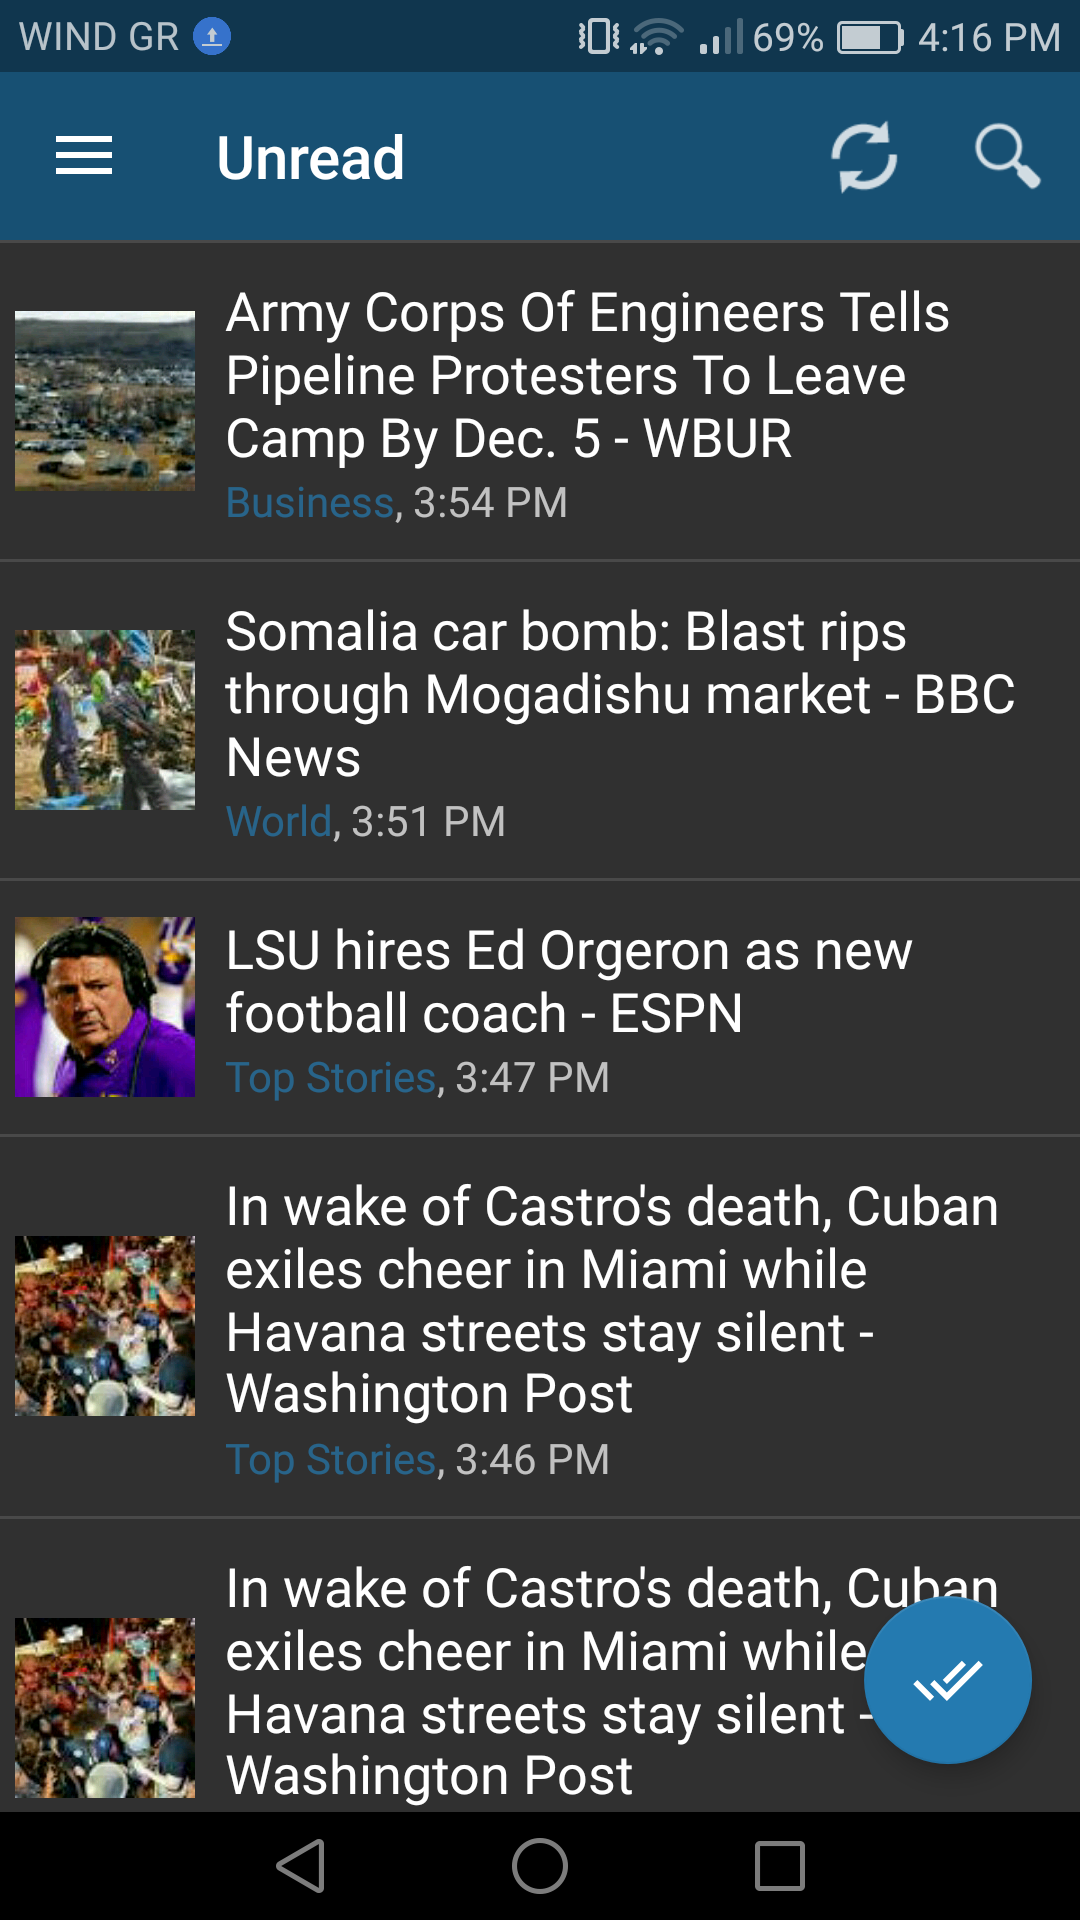 WIND GR 69% 4:16 PM
Unread
Army Corps Of Engineers Tells
Pipeline Protesters To Leave
Camp By Dec. 5 - WBUR
Business, 3:54 PM
Somalia car bomb: Blast rips
through Mogadishu market - BBC
News
World, 3:51 PM
LSU hires Ed Orgeron as new
football coach - ESPN
Top Stories, 3:47 PM
In wake of Castro's death, Cuban
exiles cheer in Miami while
Havana streets stay silent -
Washington Post
Top Stories, 3:46 PM
In wake of Castro's death, Cuban
exiles cheer in Miami while
Havana streets stay silent -
Washington Post